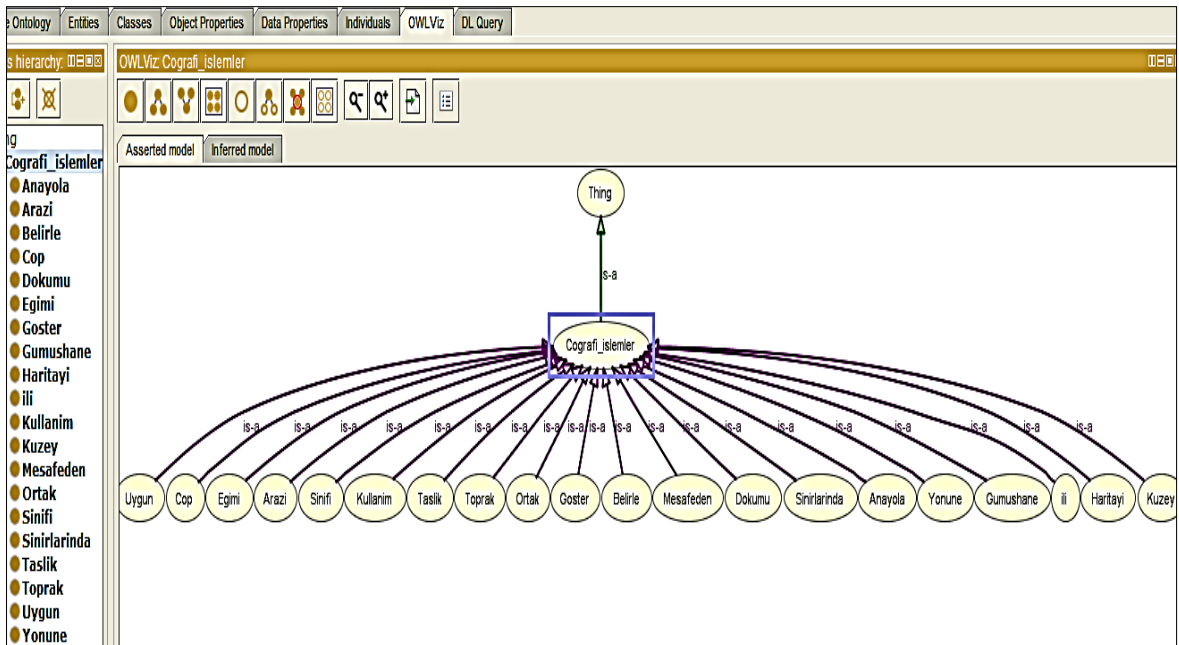 e Ontology Entities Classes Object Properties Data Properties Individuals OWLViz DL Query
s hierarchy:
OWLViz: Cografi_islemler
ng
Cografi_islemler
Anayola
Arazi
Belirle
Cop
Dokumu
Egimi
Goster
Gumushane
Haritayi
ili
Kullanim
Kuzey
Mesafeden
Ortak
Sinifi
Sinirlarinda
Taslik
Toprak
Uygun
Yonune
Asserted model Inferred model
Thing
is-a
Cografi_islemler
is-a is-a is-a is-a is-a is-a is-a is-a is-a is-a is-a is-a is-a is-a is-a is-a is-a is-a
Uygun Cop Egimi Arazi Sinifi Kullanim Taslik Toprak Ortak Goster Belirle Mesafeden Dokumu Sinirlarinda Anayola Yonune Gumushane ili Haritayi Kuzey